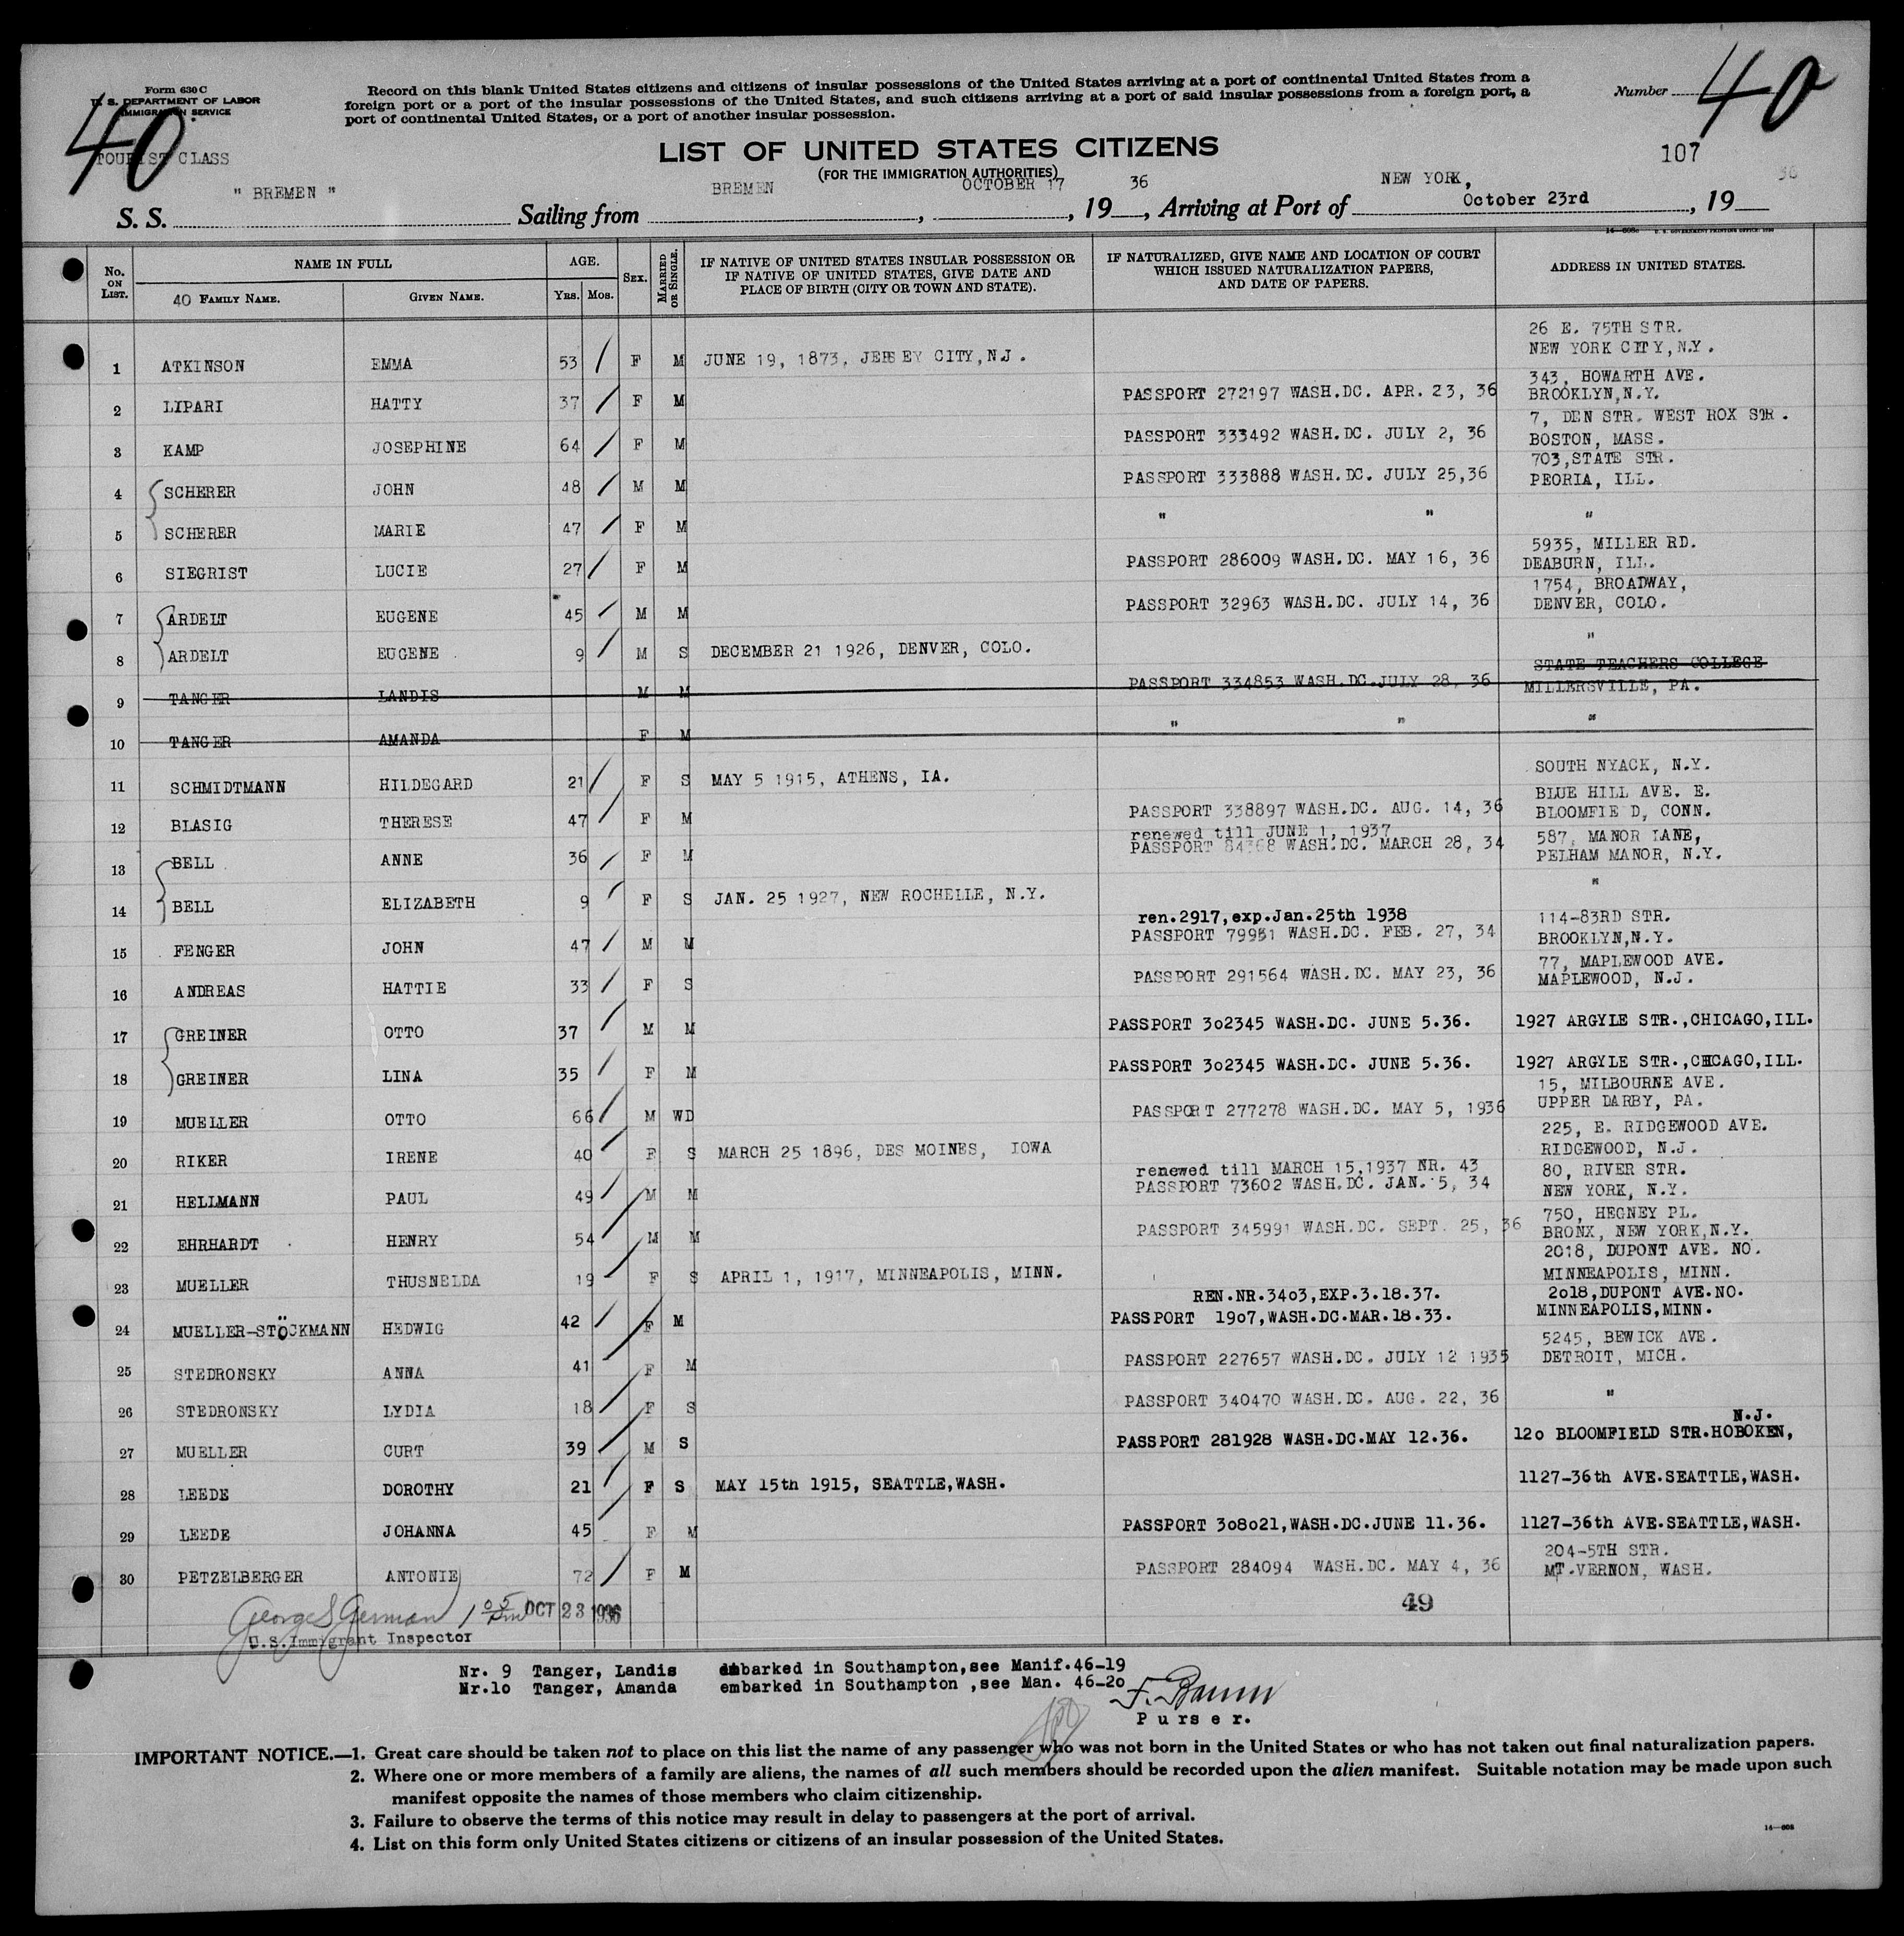 40
Form 630 C
U. S. DEPARTMENT OF LABOR
IMMIGRATION SERVICE
TOURIST CLASS
Record on this blank United States citizens and citizens of insular possessions of the United States arriving at a port of continental United States from a
foreign port or a port of the insular possessions of the United States, and such citizens arriving at a port of said insular possessions from a foreign port, a
port of continental United States, or a port of another insular possession.
Number 40
107
LIST OF UNITED STATES CITIZENS
(FOR THE IMMIGRATION AUTHORITIES)
S. S. " BREMEN " Sailing from BREMEN, OCTOBER 17, 1936, Arriving at Port of NEW YORK, October 23rd, 1936
No. ON LIST. NAME IN FULL AGE. SEX. MARRIED OR SINGLE. IF NATIVE OF UNITED STATES INSULAR POSSESSION OR IF NATIVE OF UNITED STATES, GIVE DATE AND PLACE OF BIRTH (CITY OR TOWN AND STATE). IF NATURALIZED, GIVE NAME AND LOCATION OF COURT WHICH ISSUED NATURALIZATION PAPERS, AND DATE OF PAPERS. ADDRESS IN UNITED STATES.
40 FAMILY NAME. GIVEN NAME. YRS. MOS.
26 E. 75TH STR.
1 ATKINSON EMMA 53 F M JUNE 19, 1873, JERSEY CITY, N.J. NEW YORK CITY, N.Y.
343, HOWARTH AVE.
2 LIPARI HATTY 37 F M PASSPORT 272197 WASH.DC. APR. 23, 36 BROOKLYN, N.Y.
7, DEN STR. WEST ROX STR.
3 KAMP JOSEPHINE 64 F M PASSPORT 333492 WASH.DC. JULY 2, 36 BOSTON, MASS.
703, STATE STR.
4 SCHERER JOHN 48 M M PASSPORT 333888 WASH.DC. JULY 25,36 PEORIA, ILL.
5 SCHERER MARIE 47 F M " " "
5935, MILLER RD.
6 SIEGRIST LUCIE 27 F M PASSPORT 286009 WASH.DC. MAY 16, 36 DEABURN, ILL.
1754, BROADWAY,
7 ARDELT EUGENE 45 M M PASSPORT 32963 WASH.DC. JULY 14, 36 DENVER, COLO.
8 ARDELT EUGENE 9 M S DECEMBER 21 1926, DENVER, COLO. "
STATE TEACHERS COLLEGE
9 TANGER LANDIS M M PASSPORT 334853 WASH.DC.JULY 28, 36 MILLERSVILLE, PA.
10 TANGER AMANDA F M " " "
11 SCHMIDTMANN HILDEGARD 21 F S MAY 5 1915, ATHENS, IA. SOUTH NYACK, N.Y.
BLUE HILL AVE. E.
12 BLASIG THERESE 47 F M PASSPORT 338897 WASH.DC. AUG. 14, 36 BLOOMFIE D, CONN.
renewed till JUNE 1, 1937 587, MANOR LANE,
13 BELL ANNE 36 F M PASSPORT 84368 WASH.DC. MARCH 28, 34 PELHAM MANOR, N.Y.
14 BELL ELIZABETH 9 F S JAN. 25 1927, NEW ROCHELLE, N.Y. "
ren.2917,exp.Jan.25th 1938 114-83RD STR.
15 FENGER JOHN 47 M M PASSPORT 79951 WASH.DC. FEB. 27, 34 BROOKLYN,N.Y.
77, MAPLEWOOD AVE.
16 ANDREAS HATTIE 33 F S PASSPORT 291564 WASH.DC. MAY 23, 36 MAPLEWOOD, N.J.
17 GREINER OTTO 37 M M PASSPORT 3o2345 WASH.DC. JUNE 5.36. 1927 ARGYLE STR.,CHICAGO,ILL.
18 GREINER LINA 35 F M PASSPORT 3o2345 WASH.DC. JUNE 5.36. 1927 ARGYLE STR.,CHICAGO,ILL.
15, MILBOURNE AVE.
19 MUELLER OTTO 66 M WD PASSPORT 277278 WASH.DC. MAY 5, 1936 UPPER DARBY, PA.
225, E. RIDGEWOOD AVE.
20 RIKER IRENE 40 F S MARCH 25 1896, DES MOINES, IOWA RIDGEWOOD, N.J.
renewed till MARCH 15,1937 NR. 43 80, RIVER STR.
21 HELLMANN PAUL 49 M M PASSPORT 73602 WASH.DC. JAN. 5, 34 NEW YORK, N.Y.
750, HEGNEY PL.
22 EHRHARDT HENRY 54 M M PASSPORT 345991 WASH.DC. SEPT. 25, 36 BRONX, NEW YORK,N.Y.
2018, DUPONT AVE. NO.
23 MUELLER THUSNELDA 19 F S APRIL 1, 1917, MINNEAPOLIS, MINN. MINNEAPOLIS, MINN.
REN.NR.34o3,EXP.3.18.37. 2o18,DUPONT AVE.NO.
24 MUELLER-STÖCKMANN HEDWIG 42 F M PASSPORT 19o7,WASH.DC.MAR.18.33. MINNEAPOLIS,MINN.
5245, BEWICK AVE.
25 STEDRONSKY ANNA 41 F M PASSPORT 227657 WASH.DC. JULY 12 1935 DETROIT, MICH.
26 STEDRONSKY LYDIA 18 F S PASSPORT 340470 WASH.DC. AUG. 22, 36 "
N.J.
27 MUELLER CURT 39 M S PASSPORT 281928 WASH.DC.MAY 12.36. 12o BLOOMFIELD STR.HOBOKEN,
28 LEEDE DOROTHY 21 F S MAY 15th 1915, SEATTLE,WASH. 1127-36th AVE.SEATTLE,WASH.
29 LEEDE JOHANNA 45 F M PASSPORT 3o8o21,WASH.DC.JUNE 11.36. 1127-36th AVE.SEATTLE,WASH.
204-5TH STR.
30 PETZELBERGER ANTONIE 72 F M PASSPORT 284094 WASH.DC. MAY 4, 36 MT.VERNON, WASH.
George S German 1 05 pm OCT 23 1936 49
U.S.Immigrant Inspector
Nr. 9 Tanger, Landis embarked in Southampton,see Manif.46-19
Nr.1o Tanger, Amanda embarked in Southampton ,see Man. 46-2o
F. Baum
Purser.
IMPORTANT NOTICE.—1. Great care should be taken not to place on this list the name of any passenger who was not born in the United States or who has not taken out final naturalization papers.
2. Where one or more members of a family are aliens, the names of all such members should be recorded upon the alien manifest. Suitable notation may be made upon such
manifest opposite the names of those members who claim citizenship.
3. Failure to observe the terms of this notice may result in delay to passengers at the port of arrival.
4. List on this form only United States citizens or citizens of an insular possession of the United States.
14—608